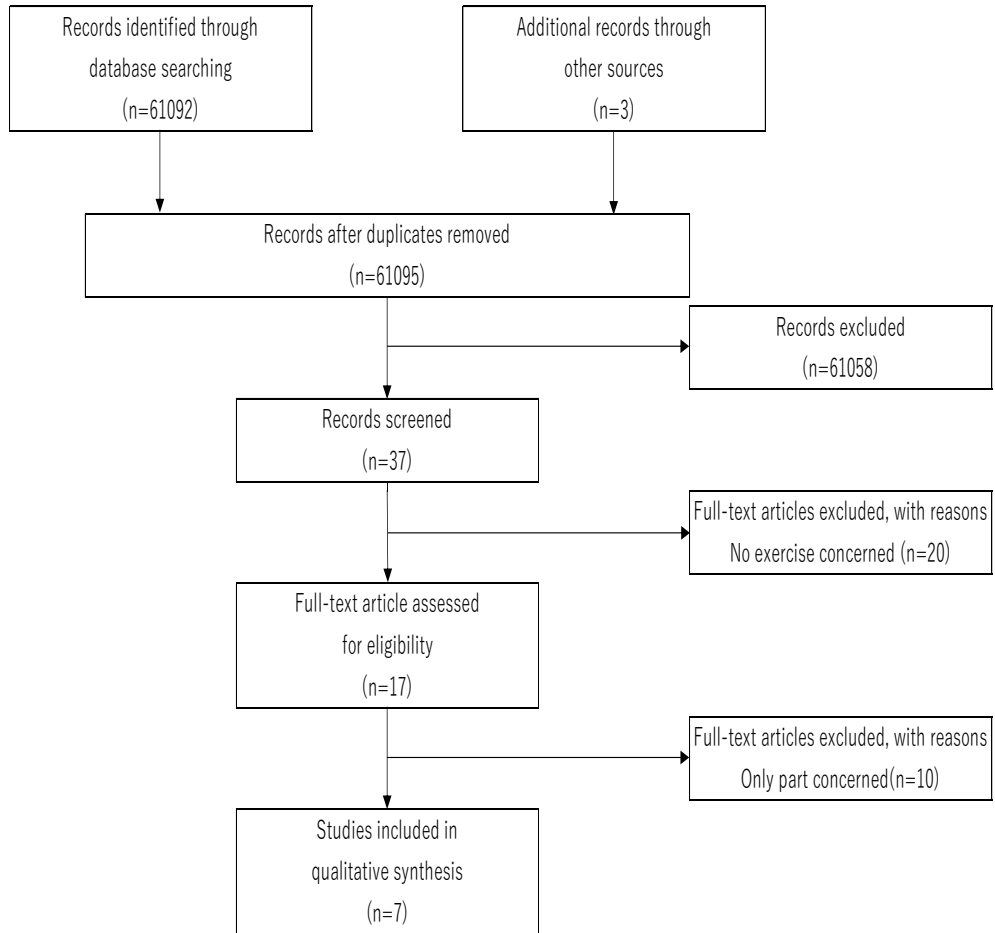 Records identified through
database searching
(n=61092)
Additional records through
other sources
(n=3)
Records after duplicates removed
(n=61095)
Records excluded
(n=61058)
Records screened
(n=37)
Full-text articles excluded, with reasons
No exercise concerned (n=20)
Full-text article assessed
for eligibility
(n=17)
Full-text articles excluded, with reasons
Only part concerned(n=10)
Studies included in
qualitative synthesis
(n=7)